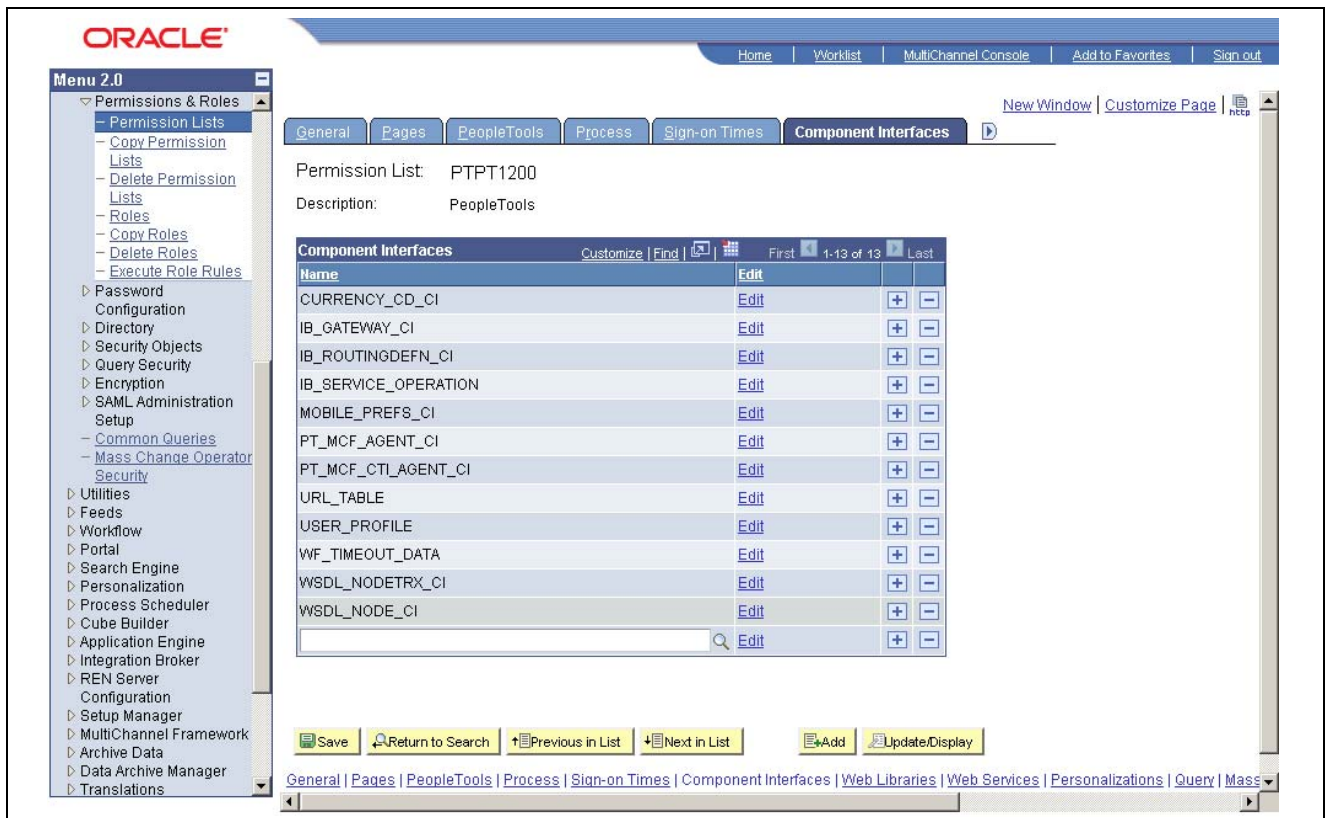 ORACLE
Home | Worklist | MultiChannel Console | Add to Favorites | Sign out
Menu 2.0
Permissions & Roles
– Permission Lists
– Copy Permission
Lists
– Delete Permission
Lists
– Roles
– Copy Roles
– Delete Roles
– Execute Role Rules
Password
Configuration
Directory
Security Objects
Query Security
Encryption
SAML Administration
Setup
– Common Queries
– Mass Change Operator
Security
Utilities
Feeds
Workflow
Portal
Search Engine
Personalization
Process Scheduler
Cube Builder
Application Engine
Integration Broker
REN Server
Configuration
Setup Manager
MultiChannel Framework
Archive Data
Data Archive Manager
Translations
New Window | Customize Page | http
General Pages PeopleTools Process Sign-on Times Component Interfaces
Permission List: PTPT1200
Description: PeopleTools
Component Interfaces Customize | Find | First 1-13 of 13 Last
Name Edit
CURRENCY_CD_CI Edit
IB_GATEWAY_CI Edit
IB_ROUTINGDEFN_CI Edit
IB_SERVICE_OPERATION Edit
MOBILE_PREFS_CI Edit
PT_MCF_AGENT_CI Edit
PT_MCF_CTI_AGENT_CI Edit
URL_TABLE Edit
USER_PROFILE Edit
WF_TIMEOUT_DATA Edit
WSDL_NODETRX_CI Edit
WSDL_NODE_CI Edit
Edit
Save Return to Search Previous in List Next in List Add Update/Display
General | Pages | PeopleTools | Process | Sign-on Times | Component Interfaces | Web Libraries | Web Services | Personalizations | Query | Mass